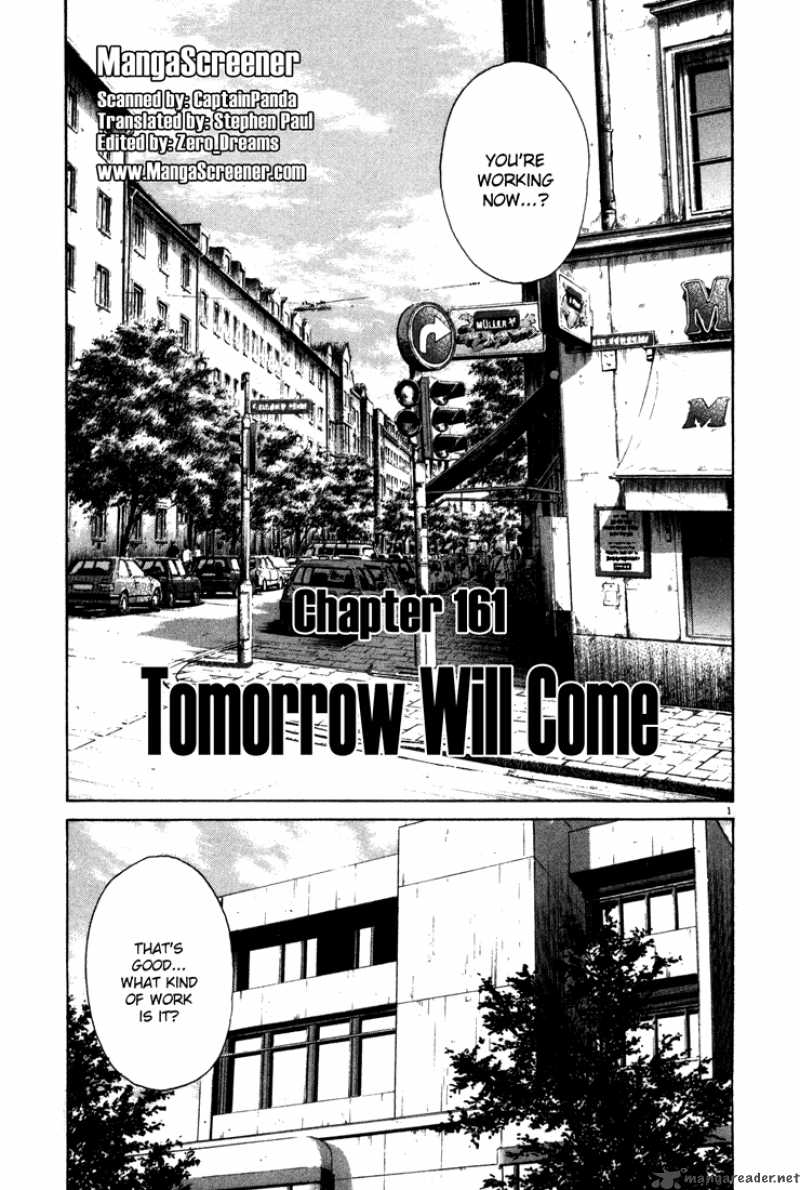 MangaScreener
Scanned by: CaptainPanda
Translated by: Stephen Paul
Edited by: Zero_Dreams
www.MangaScreener.com
YOU'RE
WORKING
NOW...?
MÜLLER
M
M
Chapter 161
Tomorrow Will Come
1
THAT'S
GOOD...
WHAT KIND
OF WORK
IS IT?
mangareader.net